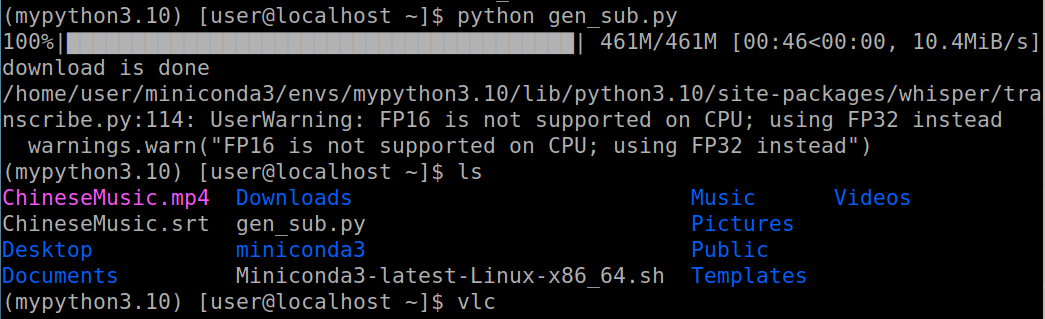 (mypython3.10) [user@localhost ~]$ python gen_sub.py
100%|████████████████████████████████████████| 461M/461M [00:46<00:00, 10.4MiB/s]
download is done
/home/user/miniconda3/envs/mypython3.10/lib/python3.10/site-packages/whisper/tra
nscribe.py:114: UserWarning: FP16 is not supported on CPU; using FP32 instead
  warnings.warn("FP16 is not supported on CPU; using FP32 instead")
(mypython3.10) [user@localhost ~]$ ls
ChineseMusic.mp4  Downloads                          Music      Videos
ChineseMusic.srt  gen_sub.py                         Pictures
Desktop           miniconda3                         Public
Documents         Miniconda3-latest-Linux-x86_64.sh  Templates
(mypython3.10) [user@localhost ~]$ vlc